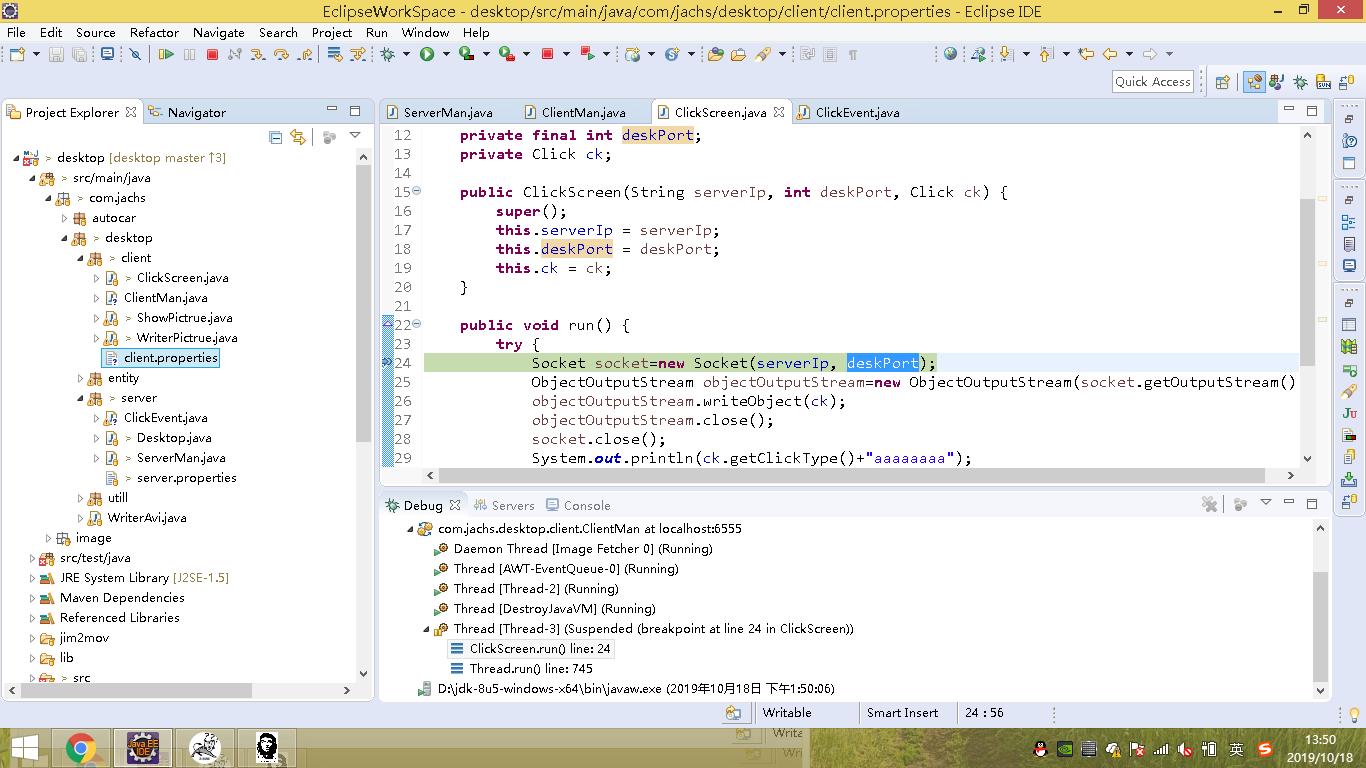 EclipseWorkSpace - desktop/src/main/java/com/jachs/desktop/client/client.properties - Eclipse IDE
File Edit Source Refactor Navigate Search Project Run Window Help
Quick Access
Project Explorer Navigator
> desktop [desktop master ↑3]
> src/main/java
> com.jachs
autocar
> desktop
> client
> ClickScreen.java
ClientMan.java
> ShowPictrue.java
> WriterPictrue.java
client.properties
entity
> server
ClickEvent.java
> Desktop.java
> ServerMan.java
server.properties
utill
WriterAvi.java
image
src/test/java
JRE System Library [J2SE-1.5]
Maven Dependencies
Referenced Libraries
jim2mov
lib
> src
ServerMan.java ClientMan.java ClickScreen.java ClickEvent.java
12 private final int deskPort;
13 private Click ck;
14
15 public ClickScreen(String serverIp, int deskPort, Click ck) {
16 super();
17 this.serverIp = serverIp;
18 this.deskPort = deskPort;
19 this.ck = ck;
20 }
21
22 public void run() {
23 try {
24 Socket socket=new Socket(serverIp, deskPort);
25 ObjectOutputStream objectOutputStream=new ObjectOutputStream(socket.getOutputStream()
26 objectOutputStream.writeObject(ck);
27 objectOutputStream.close();
28 socket.close();
29 System.out.println(ck.getClickType()+"aaaaaaaa");
Debug Servers Console
com.jachs.desktop.client.ClientMan at localhost:6555
Daemon Thread [Image Fetcher 0] (Running)
Thread [AWT-EventQueue-0] (Running)
Thread [Thread-2] (Running)
Thread [DestroyJavaVM] (Running)
Thread [Thread-3] (Suspended (breakpoint at line 24 in ClickScreen))
ClickScreen.run() line: 24
Thread.run() line: 745
D:\jdk-8u5-windows-x64\bin\javaw.exe (2019年10月18日 下午1:50:06)
Writable Smart Insert 24 : 56
Java EE
IDE
英
13:50
2019/10/18